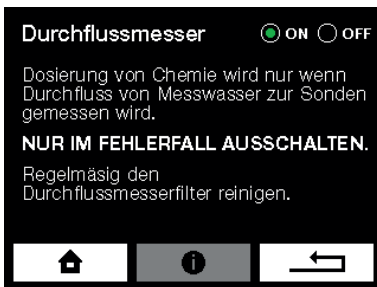 Durchflussmesser ON OFF
Dosierung von Chemie wird nur wenn
Durchfluss von Messwasser zur Sonden
gemessen wird.
NUR IM FEHLERFALL AUSSCHALTEN.
Regelmäsig den
Durchflussmesserfilter reinigen.
i